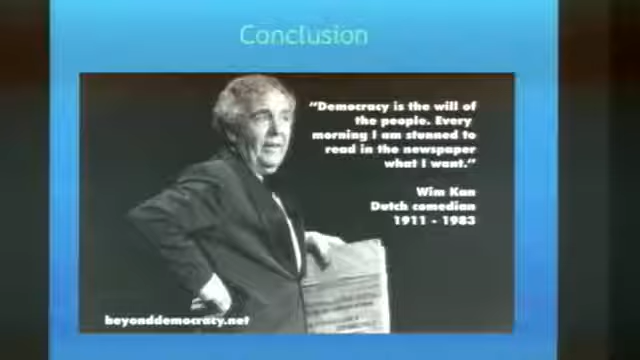 Conclusion
"Democracy is the will of
the people. Every
morning I am stunned to
read in the newspaper
what I want."
Wim Kan
Dutch comedian
1911 - 1983
beyonddemocracy.net